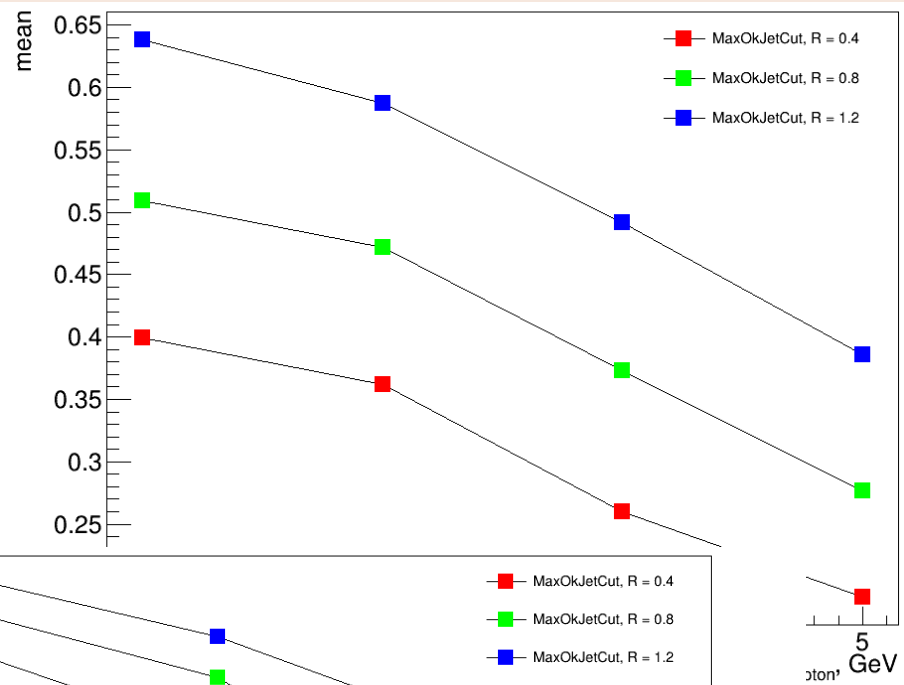 mean
0.65
0.6
0.55
0.5
0.45
0.4
0.35
0.3
0.25
MaxOkJetCut, R = 0.4
MaxOkJetCut, R = 0.8
MaxOkJetCut, R = 1.2
5
oton, GeV
MaxOkJetCut, R = 0.4
MaxOkJetCut, R = 0.8
MaxOkJetCut, R = 1.2